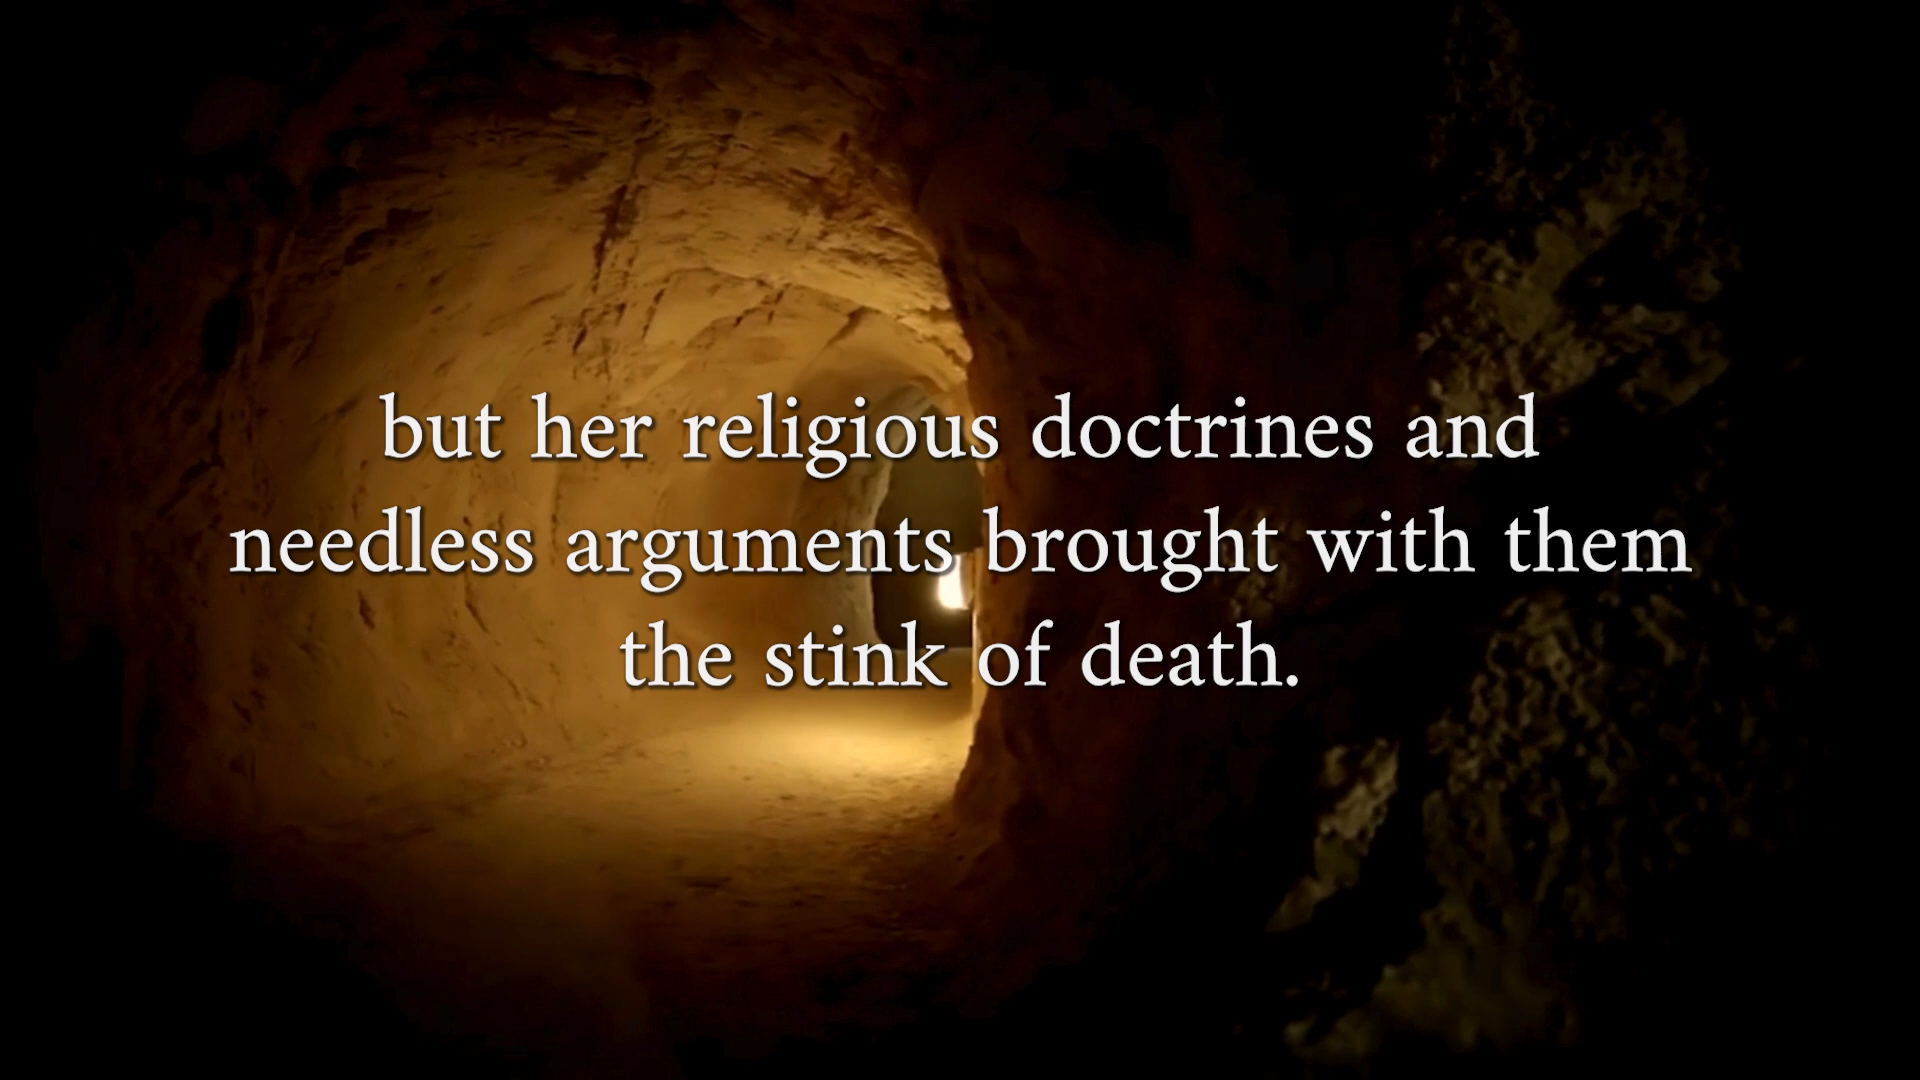 but her religious doctrines and
needless arguments brought with them
the stink of death.